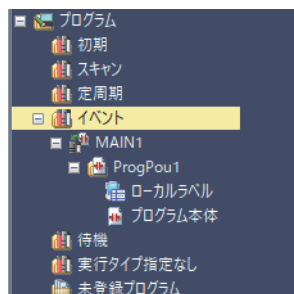 プログラム
初期
スキャン
定周期
イベント
MAIN1
ProgPou1
ローカルラベル
プログラム本体
待機
実行タイプ指定なし
未登録プログラム